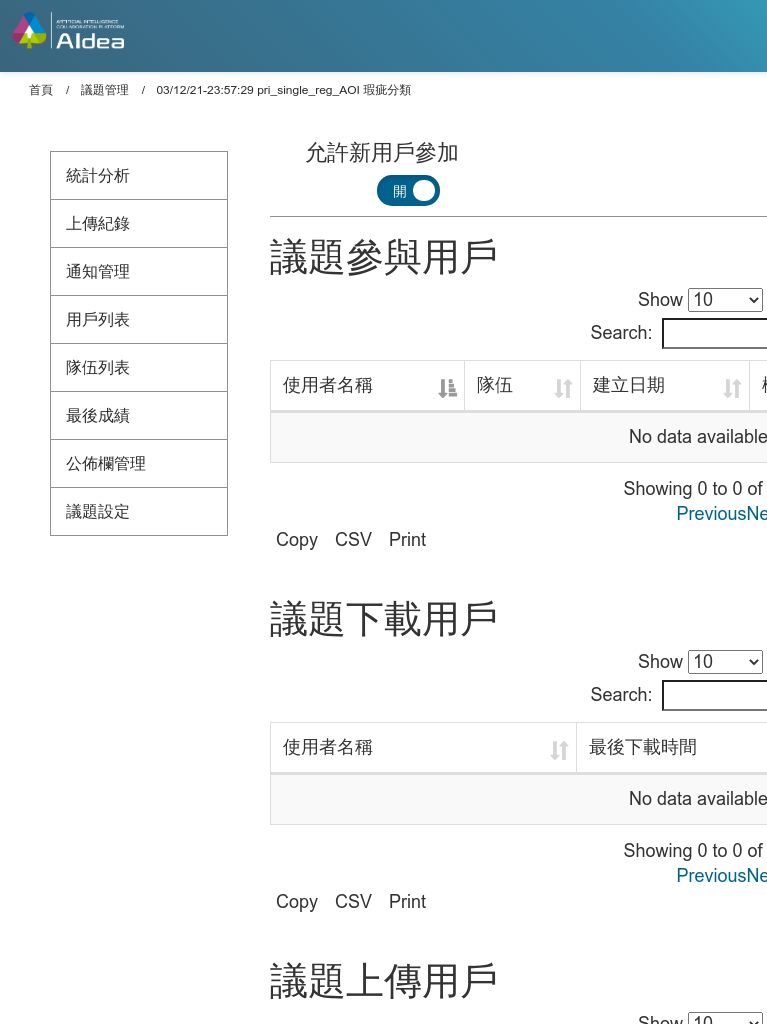 ARTIFICIAL INTELLIGENCE
COLLABORATION PLATFORM
AIdea
首頁 / 議題管理 / 03/12/21-23:57:29 pri_single_reg_AOI 瑕疵分類
統計分析
上傳紀錄
通知管理
用戶列表
隊伍列表
最後成績
公佈欄管理
議題設定
允許新用戶參加
開
議題參與用戶
Show 10
Search:
使用者名稱 隊伍 建立日期
No data available
Showing 0 to 0 of
PreviousNe
Copy CSV Print
議題下載用戶
Show 10
Search:
使用者名稱 最後下載時間
No data available
Showing 0 to 0 of
PreviousNe
Copy CSV Print
議題上傳用戶
Show 10